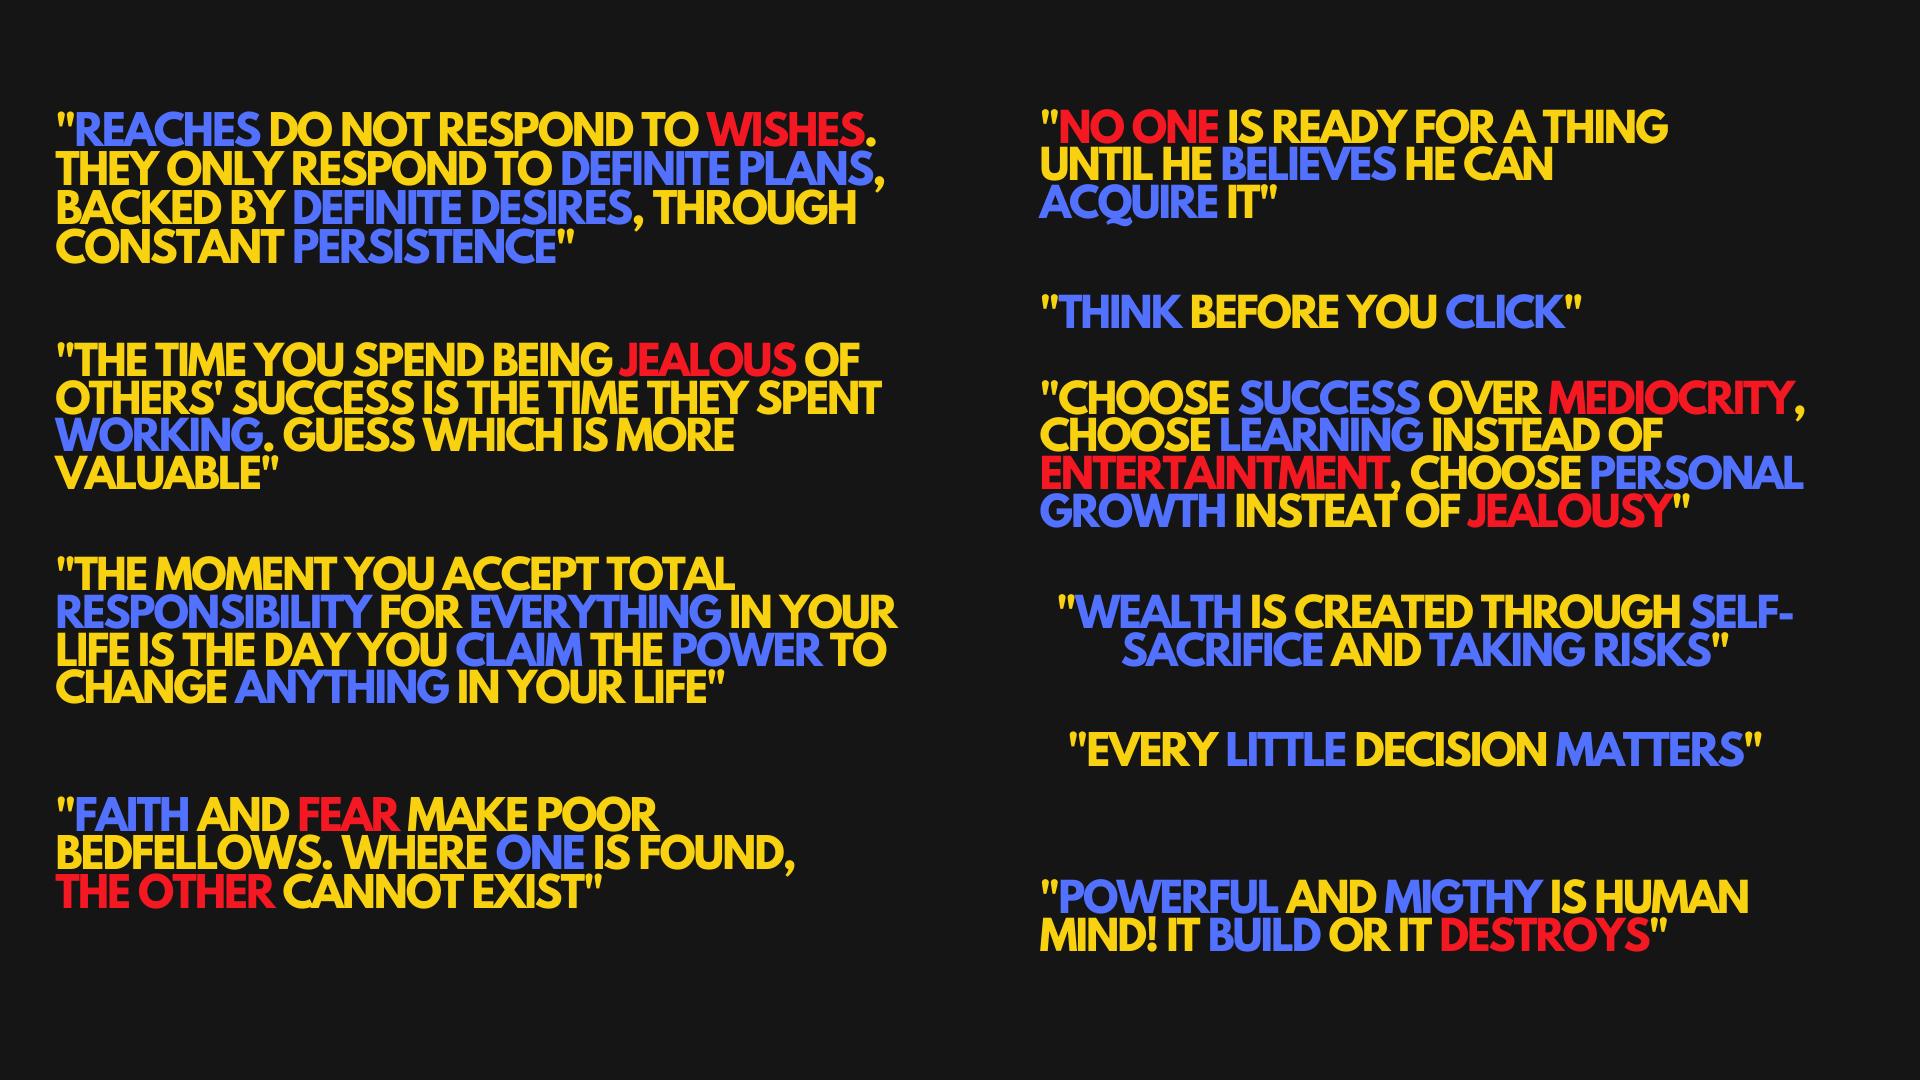 "REACHES DO NOT RESPOND TO WISHES.
THEY ONLY RESPOND TO DEFINITE PLANS,
BACKED BY DEFINITE DESIRES, THROUGH
CONSTANT PERSISTENCE"
"THE TIME YOU SPEND BEING JEALOUS OF
OTHERS' SUCCESS IS THE TIME THEY SPENT
WORKING. GUESS WHICH IS MORE
VALUABLE"
"THE MOMENT YOU ACCEPT TOTAL
RESPONSIBILITY FOR EVERYTHING IN YOUR
LIFE IS THE DAY YOU CLAIM THE POWER TO
CHANGE ANYTHING IN YOUR LIFE"
"FAITH AND FEAR MAKE POOR
BEDFELLOWS. WHERE ONE IS FOUND,
THE OTHER CANNOT EXIST"
"NO ONE IS READY FOR A THING
UNTIL HE BELIEVES HE CAN
ACQUIRE IT"
"THINK BEFORE YOU CLICK"
"CHOOSE SUCCESS OVER MEDIOCRITY,
CHOOSE LEARNING INSTEAD OF
ENTERTAINTMENT, CHOOSE PERSONAL
GROWTH INSTEAT OF JEALOUSY"
"WEALTH IS CREATED THROUGH SELF-
SACRIFICE AND TAKING RISKS"
"EVERY LITTLE DECISION MATTERS"
"POWERFUL AND MIGTHY IS HUMAN
MIND! IT BUILD OR IT DESTROYS"